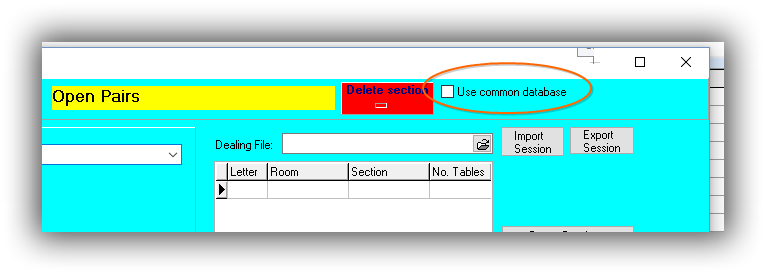 Open Pairs
Delete section
Use common database
Dealing File:
Import
Session
Export
Session
Letter Room Section No. Tables